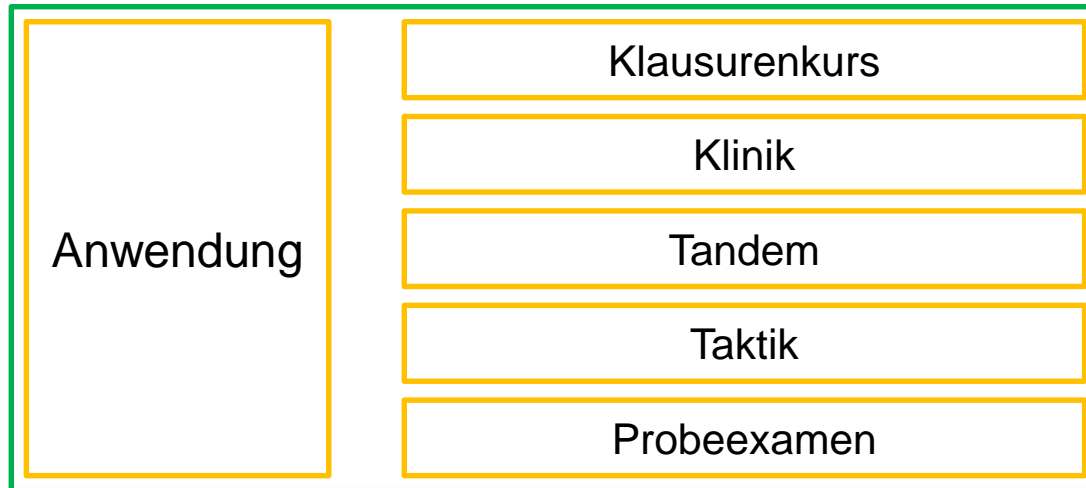 Anwendung
Klausurenkurs
Klinik
Tandem
Taktik
Probeexamen